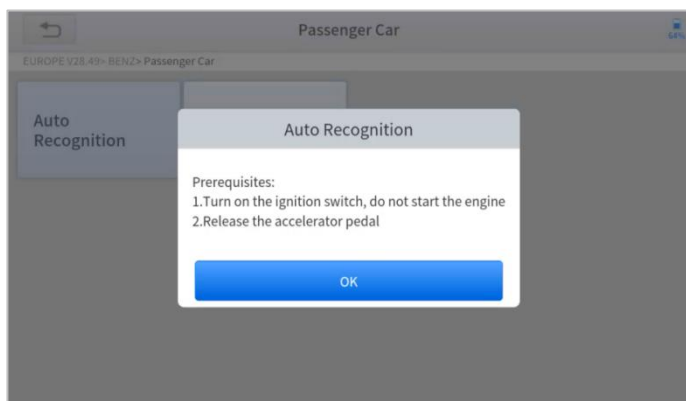 Passenger Car
64%
EUROPE V28.49> BENZ> Passenger Car
Auto
Recognition
Auto Recognition
Prerequisites:
1.Turn on the ignition switch, do not start the engine
2.Release the accelerator pedal
OK